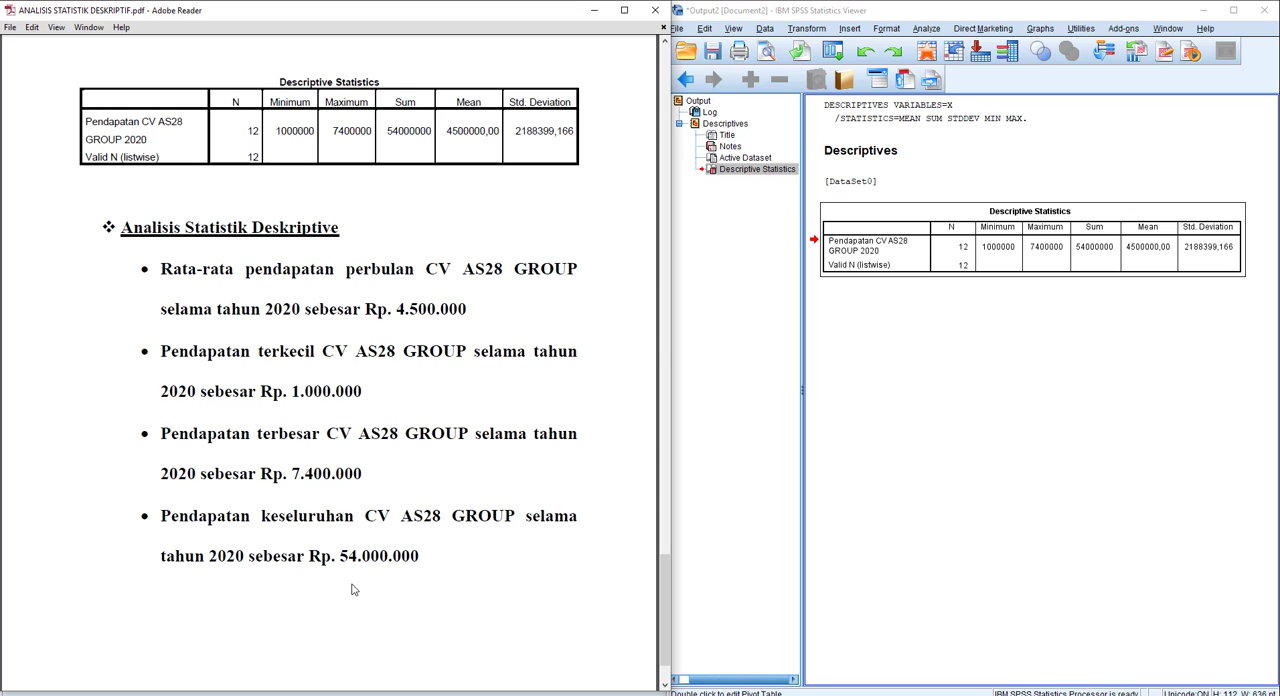 ANALISIS STATISTIK DESKRIPTIF.pdf - Adobe Reader
File Edit View Window Help
Descriptive Statistics
N Minimum Maximum Sum Mean Std. Deviation
Pendapatan CV AS28
GROUP 2020 12 1000000 7400000 54000000 4500000,00 2188399,166
Valid N (listwise) 12
❖ Analisis Statistik Deskriptive
• Rata-rata pendapatan perbulan CV AS28 GROUP
selama tahun 2020 sebesar Rp. 4.500.000
• Pendapatan terkecil CV AS28 GROUP selama tahun
2020 sebesar Rp. 1.000.000
• Pendapatan terbesar CV AS28 GROUP selama tahun
2020 sebesar Rp. 7.400.000
• Pendapatan keseluruhan CV AS28 GROUP selama
tahun 2020 sebesar Rp. 54.000.000
*Output2 [Document2] - IBM SPSS Statistics Viewer
File Edit View Data Transform Insert Format Analyze Direct Marketing Graphs Utilities Add-ons Window Help
Output
Log
Descriptives
Title
Notes
Active Dataset
Descriptive Statistics
DESCRIPTIVES VARIABLES=X
/STATISTICS=MEAN SUM STDDEV MIN MAX.
Descriptives
[DataSet0]
Descriptive Statistics
N Minimum Maximum Sum Mean Std. Deviation
Pendapatan CV AS28
GROUP 2020 12 1000000 7400000 54000000 4500000,00 2188399,166
Valid N (listwise) 12
Double click to edit Pivot Table IBM SPSS Statistics Processor is ready Unicode:ON H: 112, W: 636 pt